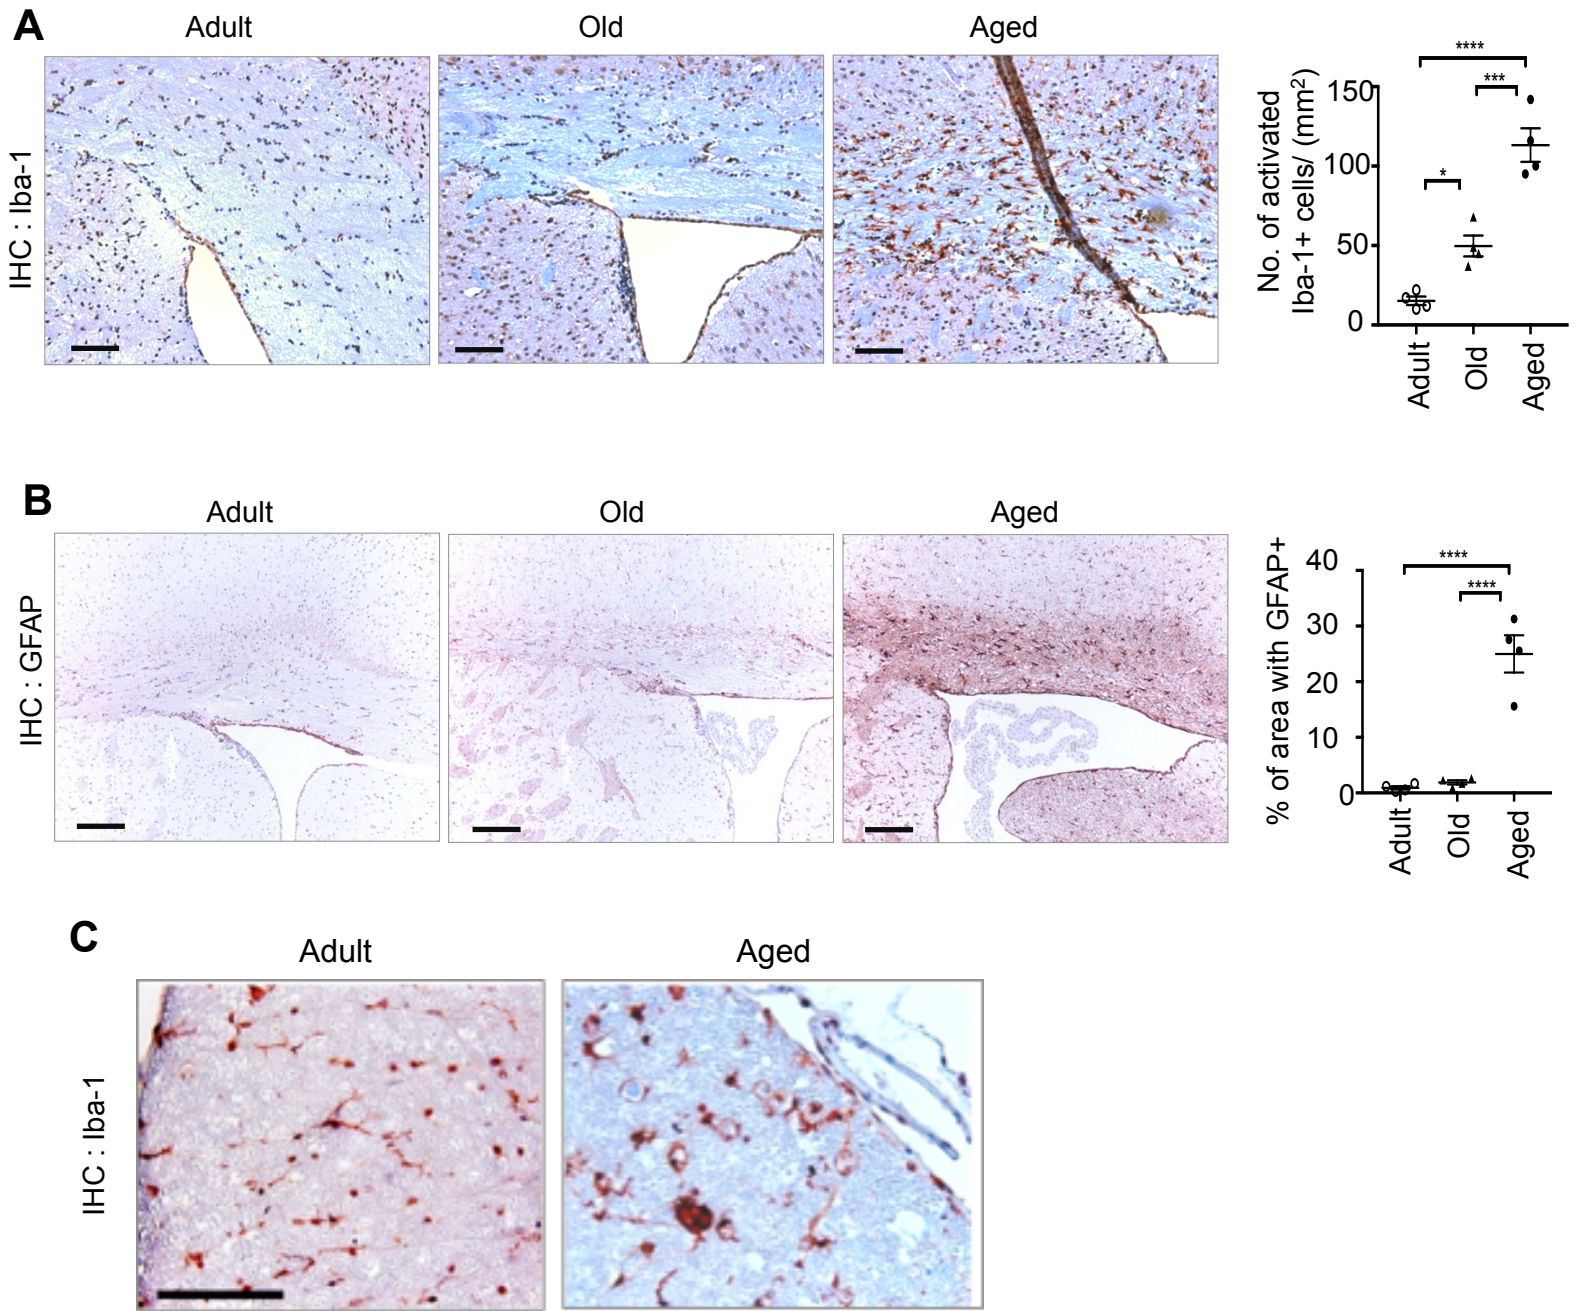 A
Adult
Old
Aged
IHC : Iba-1
No. of activated
Iba-1+ cells/ (mm2)
****
***
*
150
100
50
0
Adult
Old
Aged
B
Adult
Old
Aged
IHC : GFAP
% of area with GFAP+
****
****
40
30
20
10
0
Adult
Old
Aged
C
Adult
Aged
IHC : Iba-1